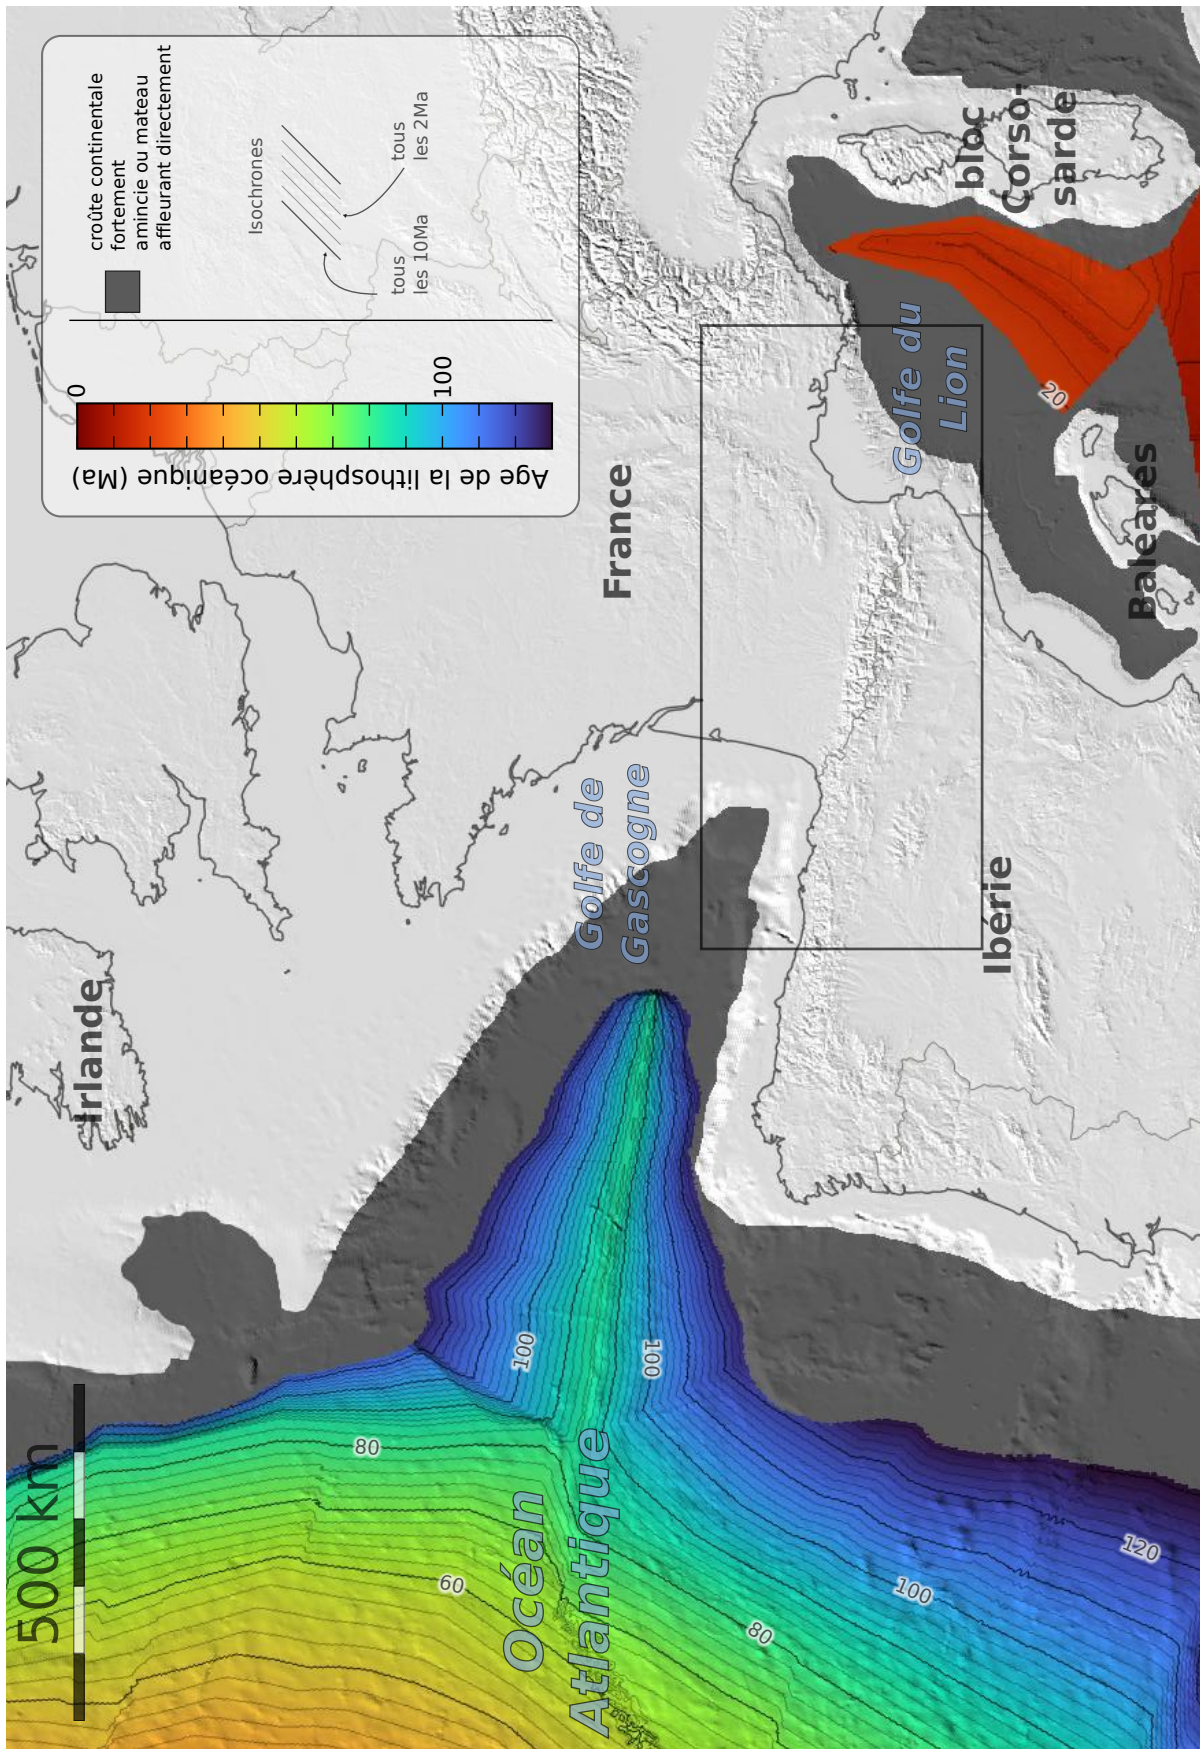 500 km
Irlande
France
Golfe de
Gascogne
Océan
Atlantique
Ibérie
Golfe du
Lion
Baleares
bloc
Corso-
sarde
80
60
100
100
80
100
120
20
Age de la lithosphère océanique (Ma)
0
100
croûte continentale
fortement
amincie ou mateau
affleurant directement
Isochrones
tous
les 10Ma
tous
les 2Ma